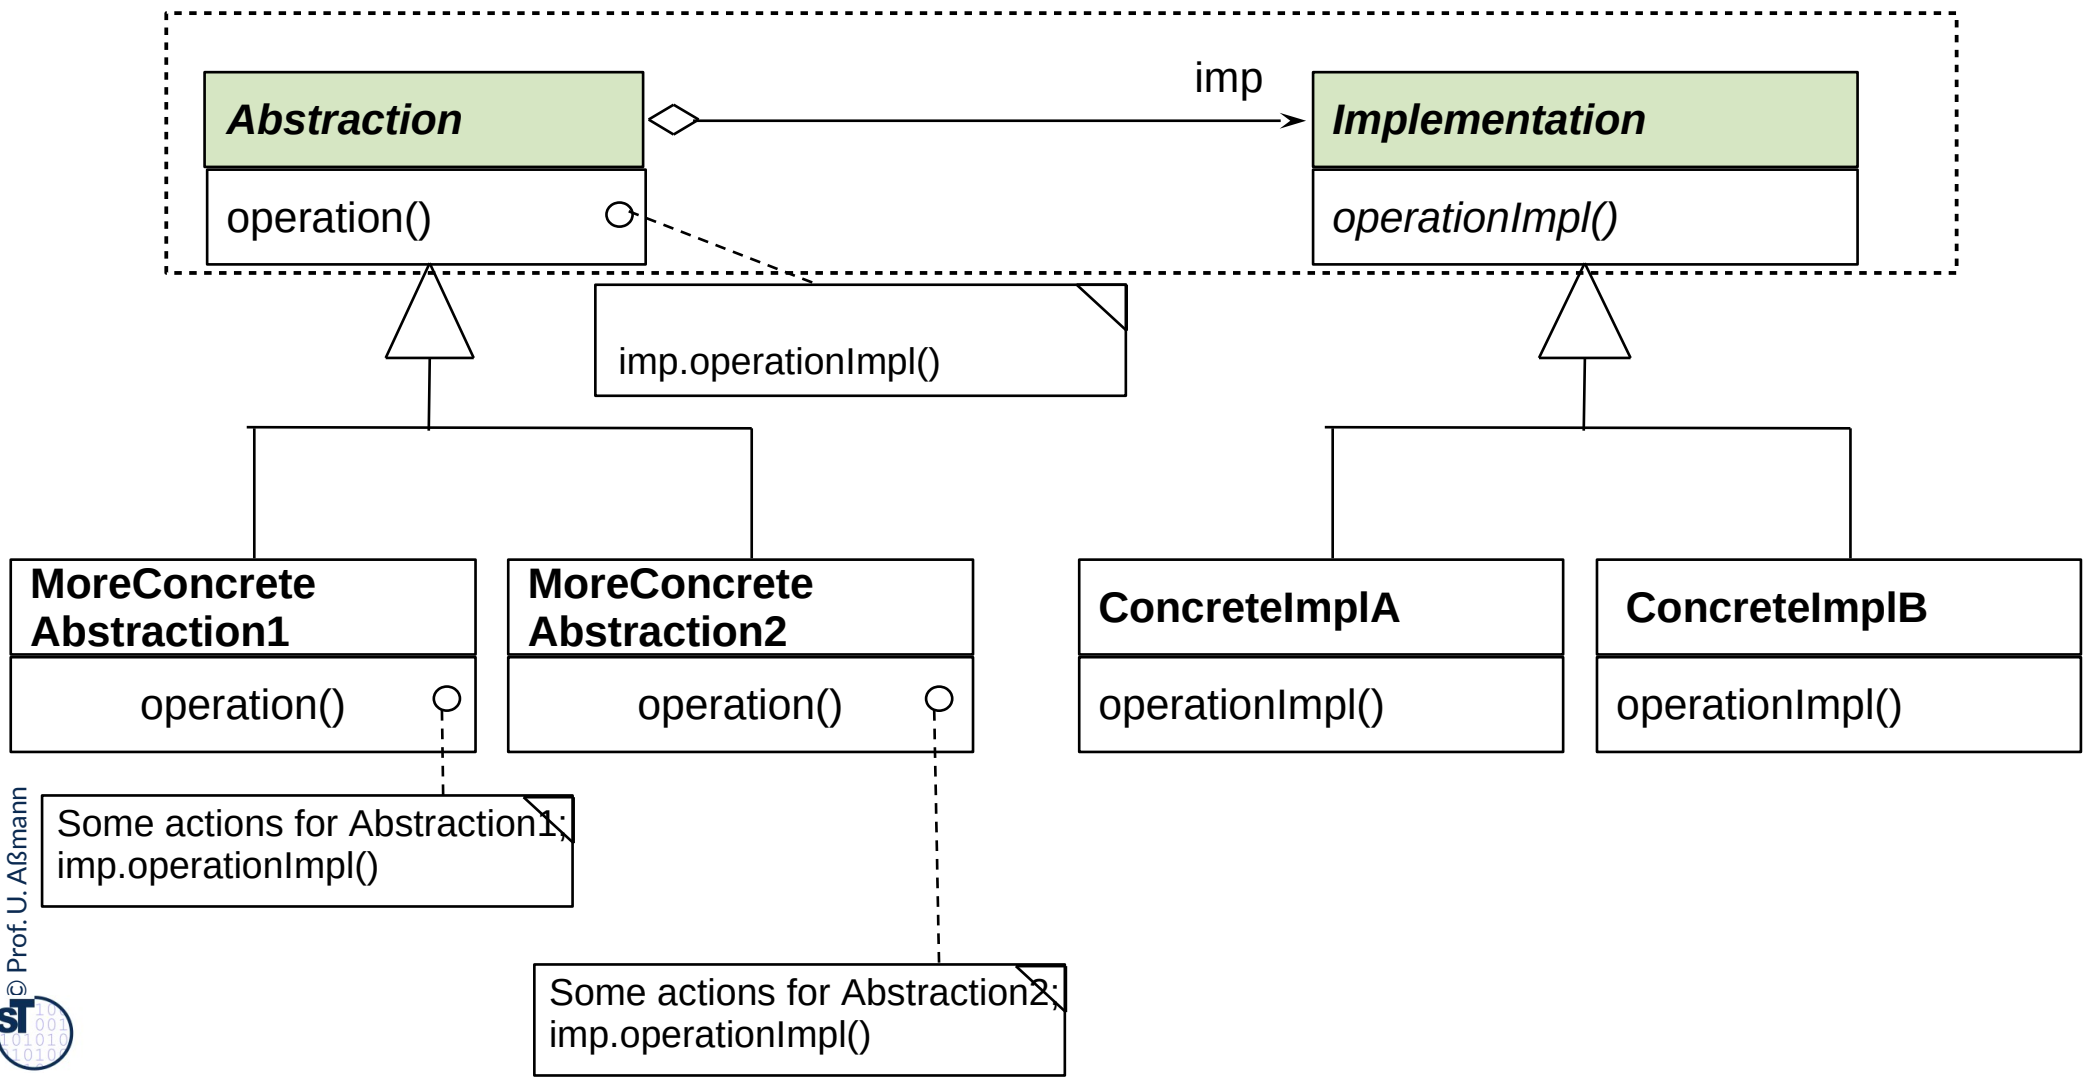 imp
Abstraction
Implementation
operation()
operationImpl()
imp.operationImpl()
MoreConcrete
Abstraction1
MoreConcrete
Abstraction2
ConcreteImplA
ConcreteImplB
operation()
operation()
operationImpl()
operationImpl()
Some actions for Abstraction1;
imp.operationImpl()
Some actions for Abstraction2;
imp.operationImpl()
© Prof. U. Aßmann
ST